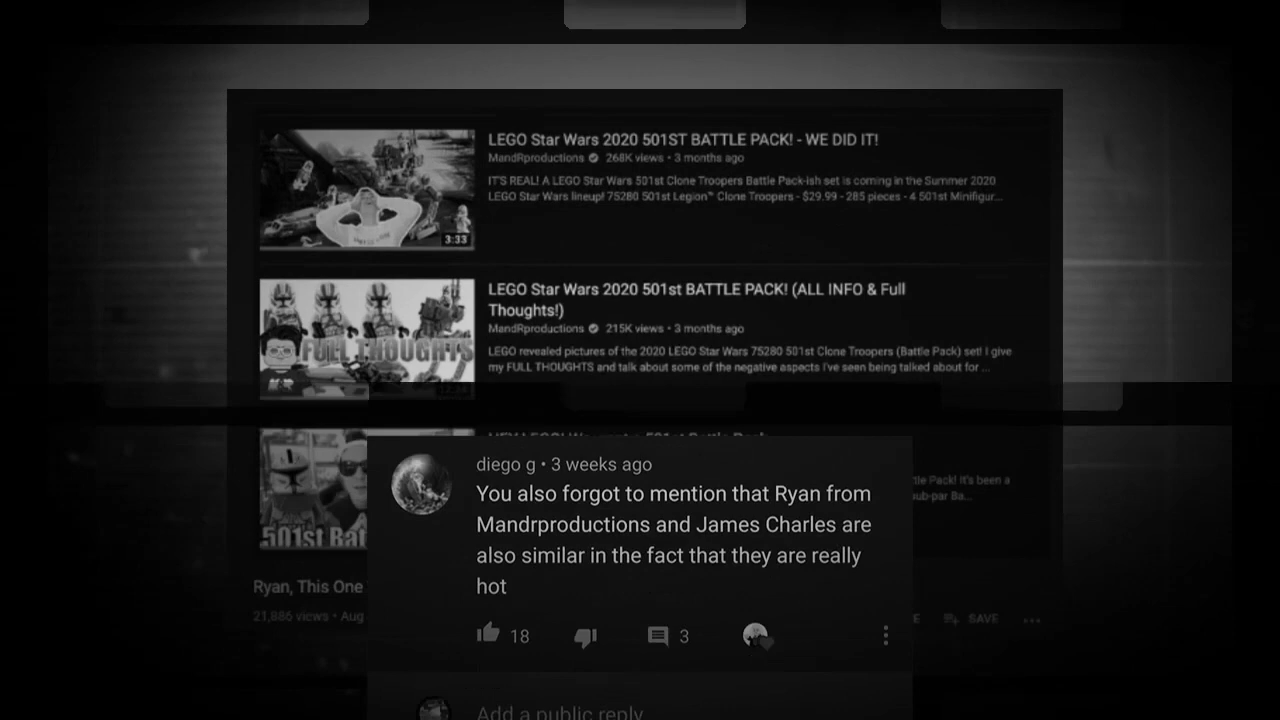 LEGO Star Wars 2020 501ST BATTLE PACK! - WE DID IT!
MandRproductions 268K views • 3 months ago
IT'S REAL! A LEGO Star Wars 501st Clone Troopers Battle Pack-ish set is coming in the Summer 2020
LEGO Star Wars lineup! 75280 501st Legion™ Clone Troopers - $29.99 - 285 pieces - 4 501st Minifigur...
3:33
LEGO Star Wars 2020 501st BATTLE PACK! (ALL INFO & Full
Thoughts!)
MandRproductions 215K views • 3 months ago
FULL THOUGHTS
LEGO revealed pictures of the 2020 LEGO Star Wars 75280 501st Clone Troopers (Battle Pack) set! I give
my FULL THOUGHTS and talk about some of the negative aspects I've seen being talked about for ...
501st Bat
tle Pack! It's been a
ub-par Ba...
diego g • 3 weeks ago
You also forgot to mention that Ryan from
Mandrproductions and James Charles are
also similar in the fact that they are really
hot
18
3
Ryan, This One
21,886 views • Aug
E SAVE
Add a public reply